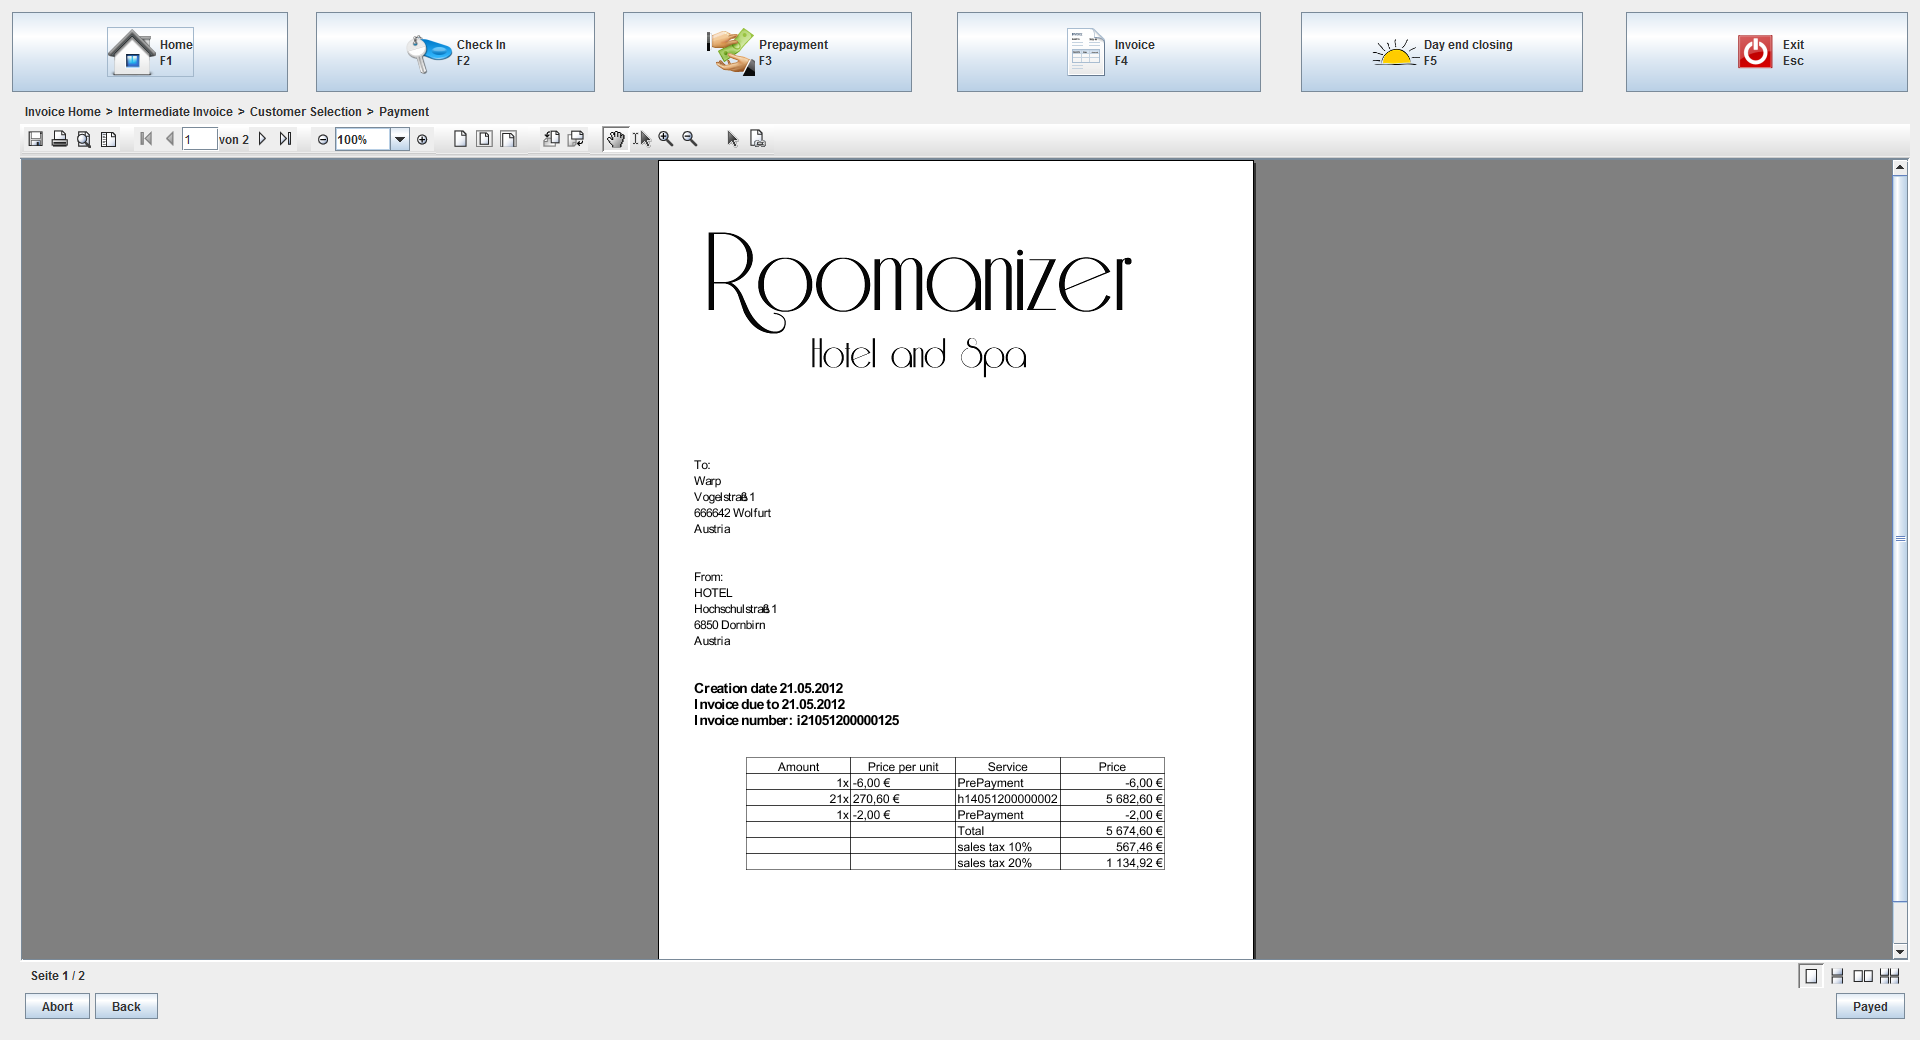 Home
F1
Check In
F2
Prepayment
F3
Invoice
F4
Day end closing
F5
Exit
Esc
Invoice Home > Intermediate Invoice > Customer Selection > Payment
1 von 2 100%
Roomanizer
Hotel and Spa
To:
Warp
Vogelstraß 1
666642 Wolfurt
Austria
From:
HOTEL
Hochschulstraß 1
6850 Dornbirn
Austria
Creation date 21.05.2012
Invoice due to 21.05.2012
Invoice number: i21051200000125
Amount Price per unit Service Price
1x -6,00 € PrePayment -6,00 €
21x 270,60 € h14051200000002 5 682,60 €
1x -2,00 € PrePayment -2,00 €
Total 5 674,60 €
sales tax 10% 567,46 €
sales tax 20% 1 134,92 €
Seite 1 / 2
Abort Back Payed